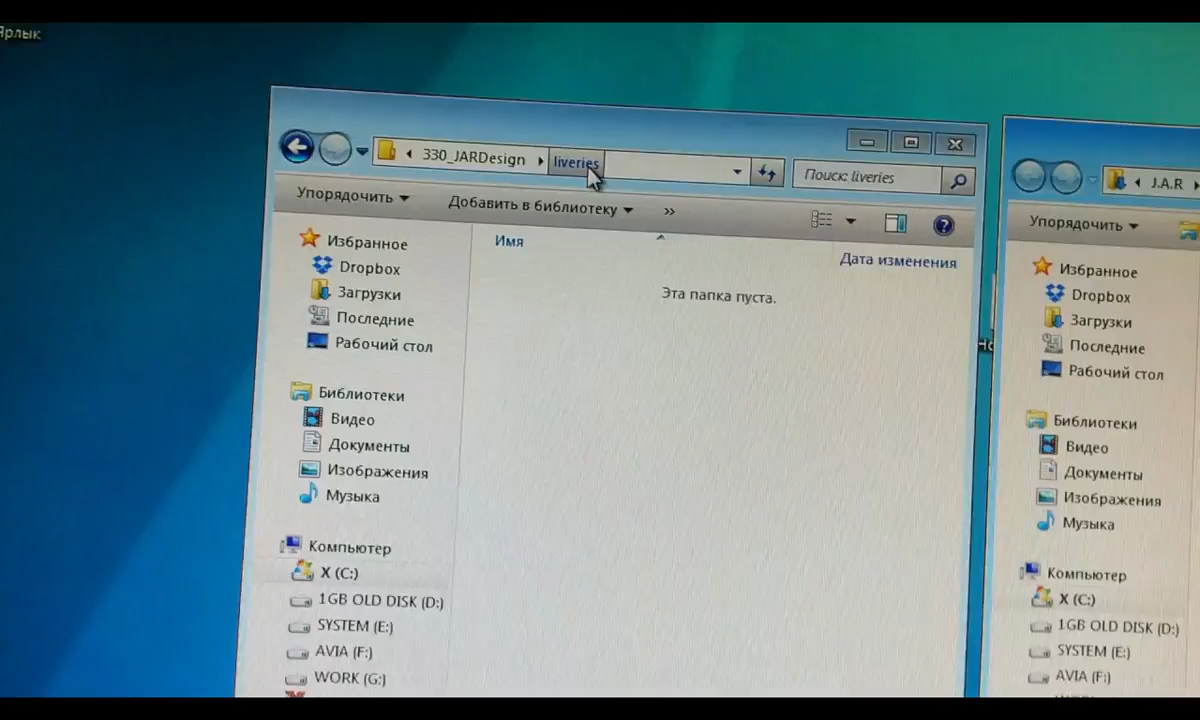 Ярлык
330_JARDesign
liveries
Поиск: liveries
Упорядочить
Добавить в библиотеку
»
Имя
Дата изменения
Эта папка пуста.
Избранное
Dropbox
Загрузки
Последние
Рабочий стол
Библиотеки
Видео
Документы
Изображения
Музыка
Компьютер
X (C:)
1GB OLD DISK (D:)
SYSTEM (E:)
AVIA (F:)
WORK (G:)
J.A.R
Упорядочить
Избранное
Dropbox
Загрузки
Последние
Рабочий стол
Библиотеки
Видео
Документы
Изображения
Музыка
Компьютер
X (C:)
1GB OLD DISK (D:)
SYSTEM (E:)
AVIA (F:)